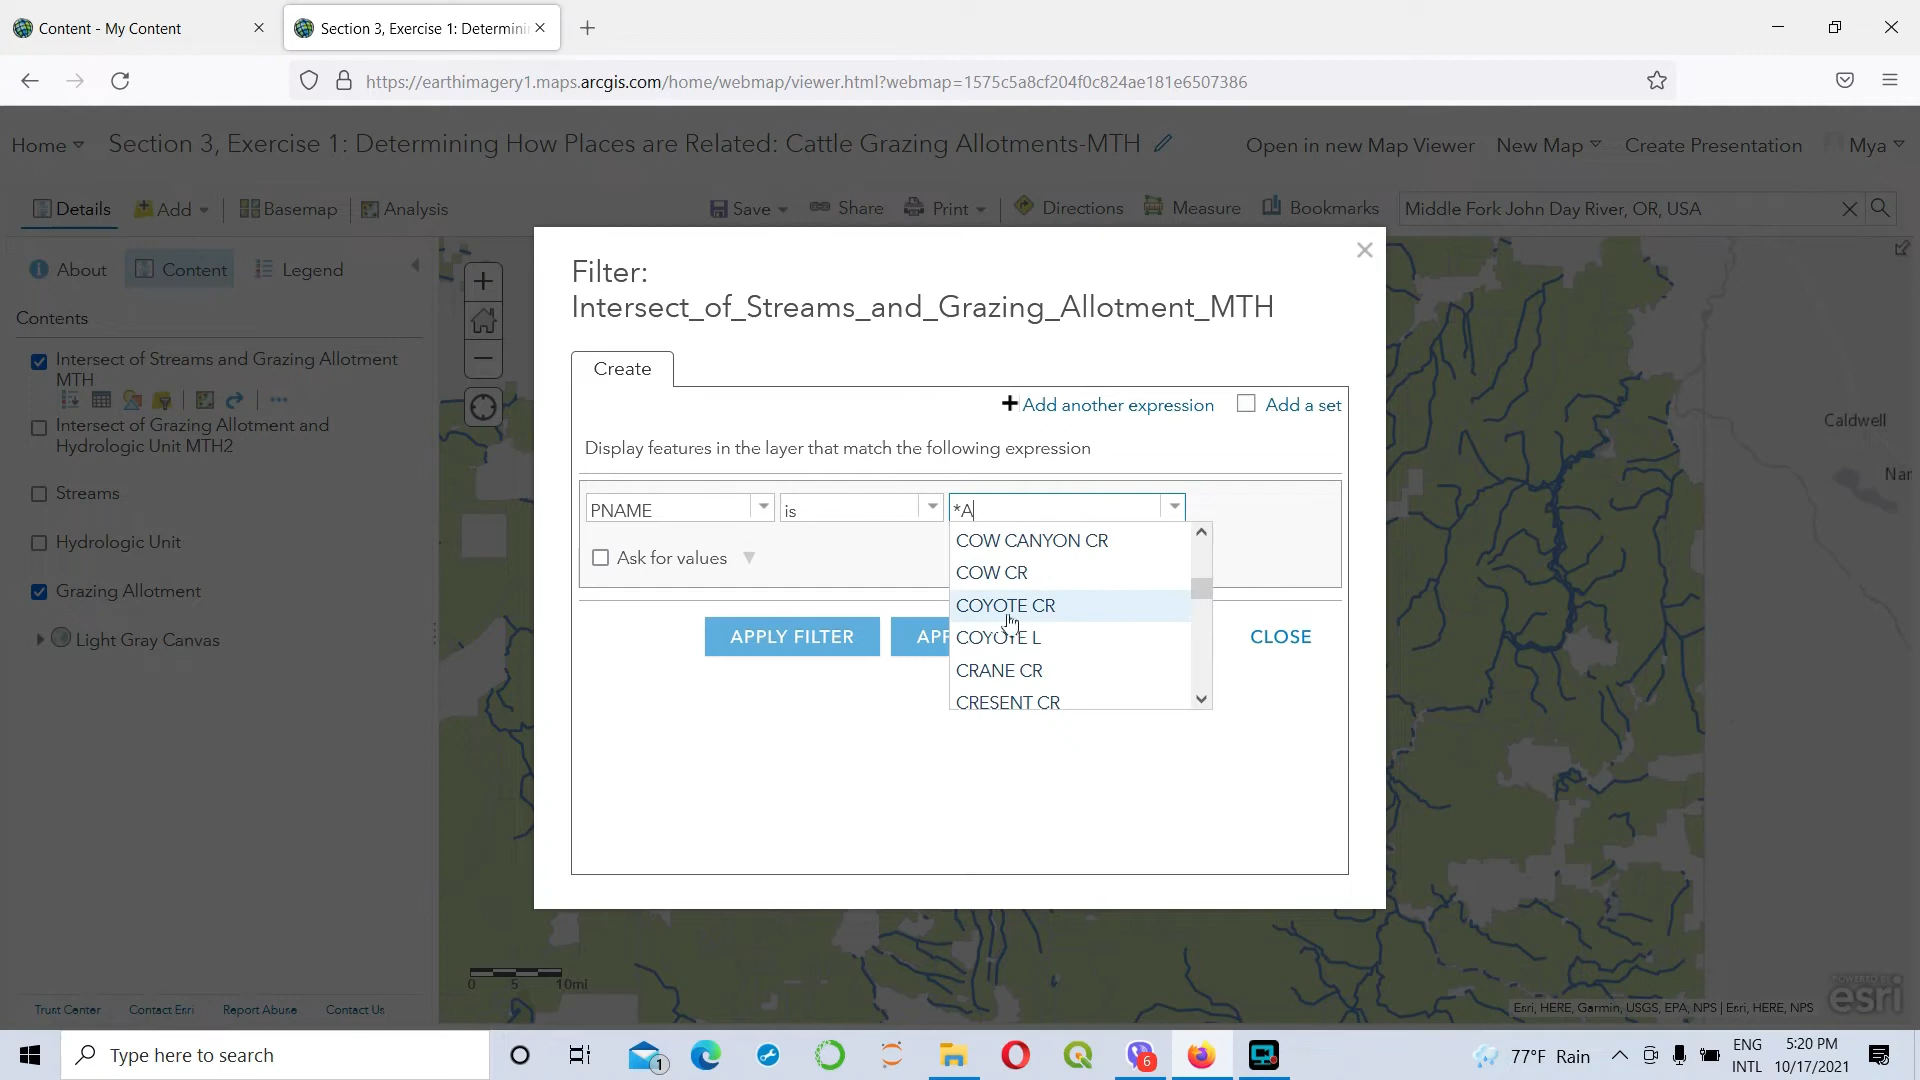 Content - My Content
Section 3, Exercise 1: Determinin
https://earthimagery1.maps.arcgis.com/home/webmap/viewer.html?webmap=1575c5a8cf204f0c824ae181e6507386
Home
Section 3, Exercise 1: Determining How Places are Related: Cattle Grazing Allotments-MTH
Open in new Map Viewer
New Map
Create Presentation
Mya
Details
Add
Basemap
Analysis
Save
Share
Print
Directions
Measure
Bookmarks
Middle Fork John Day River, OR, USA
About
Content
Legend
Contents
Intersect of Streams and Grazing Allotment
MTH
Intersect of Grazing Allotment and
Hydrologic Unit MTH2
Streams
Hydrologic Unit
Grazing Allotment
Light Gray Canvas
Filter:
Intersect_of_Streams_and_Grazing_Allotment_MTH
Create
Add another expression
Add a set
Display features in the layer that match the following expression
PNAME
is
*A
Ask for values
COW CANYON CR
COW CR
COYOTE CR
COYOTE L
CRANE CR
CRESENT CR
APPLY FILTER
APP
CLOSE
Caldwell
Nar
0 5 10mi
Trust Center
Contact Esri
Report Abuse
Contact Us
Esri, HERE, Garmin, USGS, EPA, NPS | Esri, HERE, NPS
POWERED BY
esri
Type here to search
1
6
77°F Rain
ENG
INTL
5:20 PM
10/17/2021